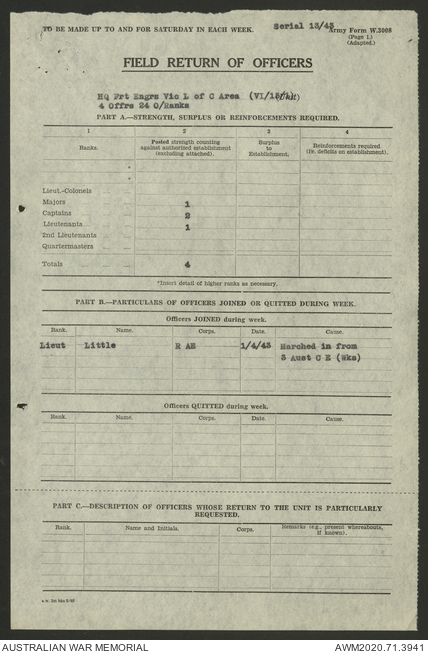 TO BE MADE UP TO AND FOR SATURDAY IN EACH WEEK.
Serial 13/43
Army Form W.3008
(Page 1.)
(Adapted.)
FIELD RETURN OF OFFICERS
HQ Frt Engrs Vic L of C Area (VI/13/1)
4 Offrs 24 O/Ranks
PART A.—STRENGTH, SURPLUS OR REINFORCEMENTS REQUIRED.
1 2 3 4
Ranks. Posted strength counting against authorized establishment (excluding attached). Surplus to Establishment. Reinforcements required (i.e. deficits on establishment).
Lieut.-Colonels
Majors 1
Captains 2
Lieutenants 1
2nd Lieutenants
Quartermasters
Totals 4
*Insert detail of higher ranks as necessary.
PART B.—PARTICULARS OF OFFICERS JOINED OR QUITTED DURING WEEK.
Officers JOINED during week.
Rank. Name. Corps. Date. Cause.
Lieut Little R AE 1/4/43 Marched in from
3 Aust C E (Wks)
Officers QUITTED during week.
Rank. Name. Corps. Date. Cause.
PART C.—DESCRIPTION OF OFFICERS WHOSE RETURN TO THE UNIT IS PARTICULARLY
REQUESTED.
Rank. Name and Initials. Corps. Remarks (e.g., present whereabouts, if known).
AUSTRALIAN WAR MEMORIAL
AWM2020.71.3941